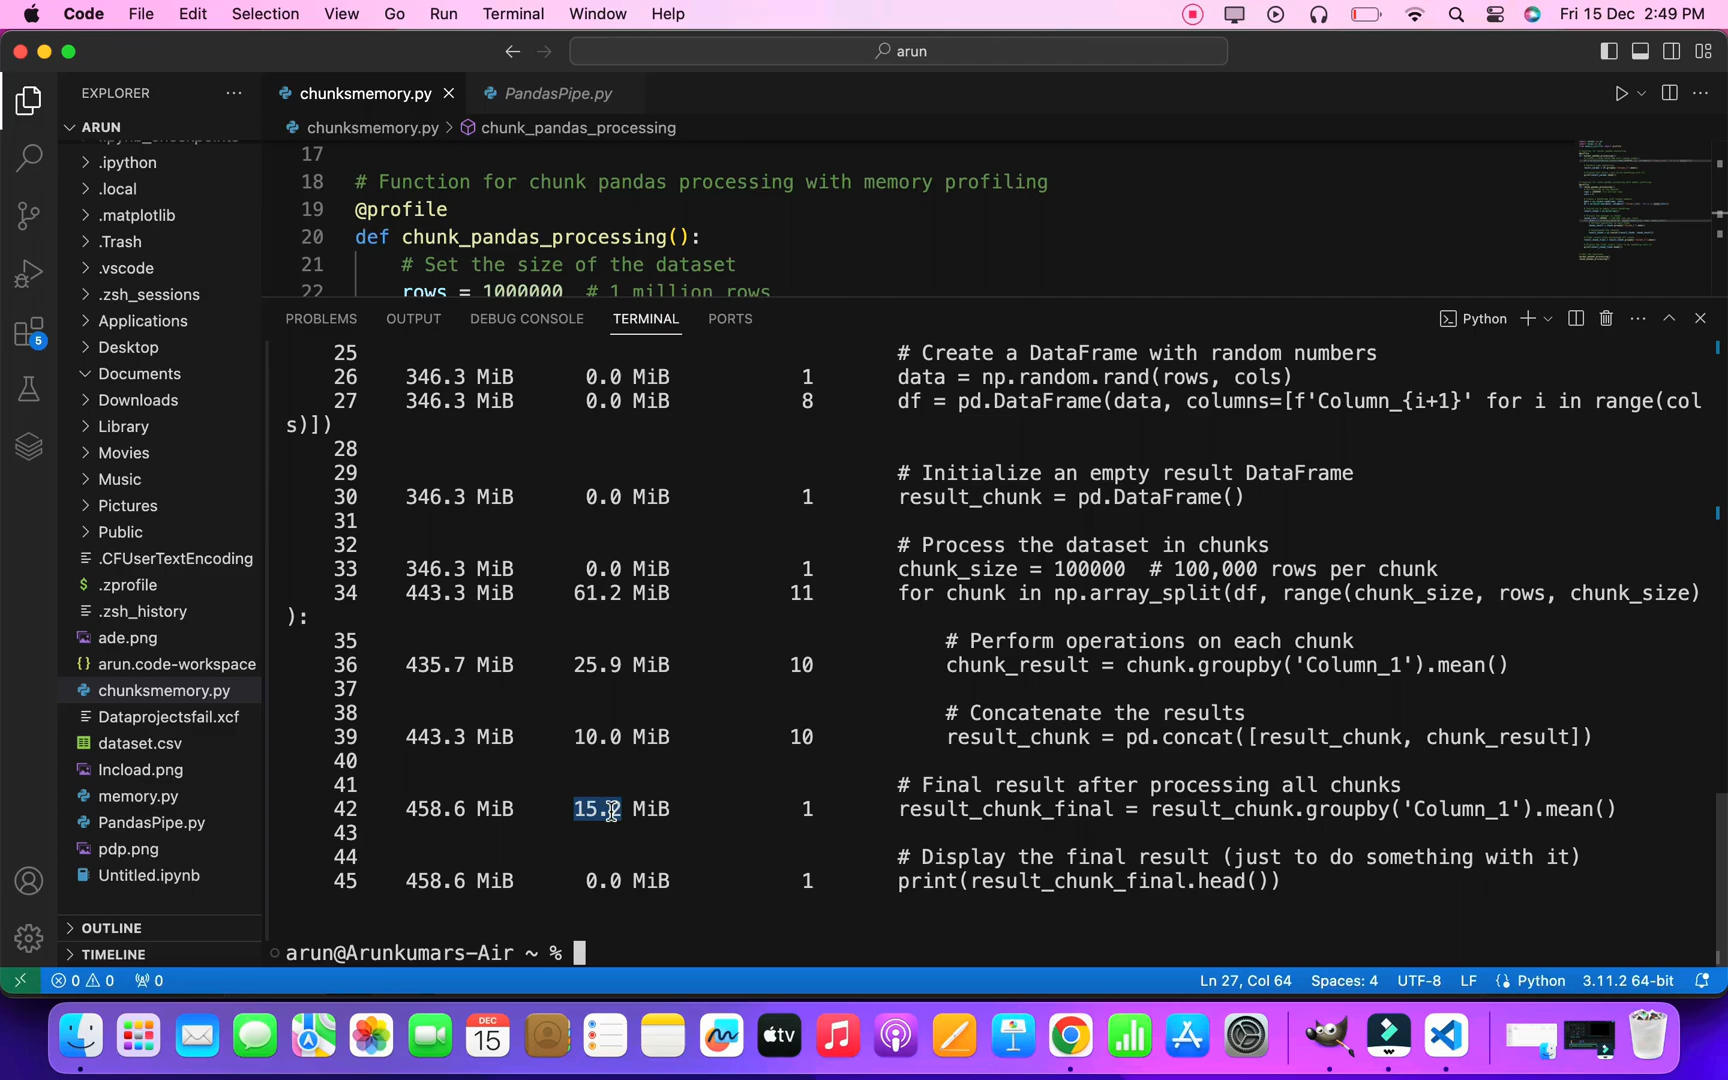 Code File Edit Selection View Go Run Terminal Window Help Fri 15 Dec 2:49 PM
arun
EXPLORER
chunksmemory.py
PandasPipe.py
ARUN
chunksmemory.py > chunk_pandas_processing
.ipython
.local
.matplotlib
.Trash
.vscode
.zsh_sessions
Applications
Desktop
Documents
Downloads
Library
Movies
Music
Pictures
Public
.CFUserTextEncoding
.zprofile
.zsh_history
ade.png
arun.code-workspace
chunksmemory.py
Dataprojectsfail.xcf
dataset.csv
Incload.png
memory.py
PandasPipe.py
pdp.png
Untitled.ipynb
OUTLINE
TIMELINE
5
17
18 # Function for chunk pandas processing with memory profiling
19 @profile
20 def chunk_pandas_processing():
21 # Set the size of the dataset
22 rows = 1000000 # 1 million rows
PROBLEMS OUTPUT DEBUG CONSOLE TERMINAL PORTS Python
25 # Create a DataFrame with random numbers
26 346.3 MiB 0.0 MiB 1 data = np.random.rand(rows, cols)
27 346.3 MiB 0.0 MiB 8 df = pd.DataFrame(data, columns=[f'Column_{i+1}' for i in range(col
s)])
28
29 # Initialize an empty result DataFrame
30 346.3 MiB 0.0 MiB 1 result_chunk = pd.DataFrame()
31
32 # Process the dataset in chunks
33 346.3 MiB 0.0 MiB 1 chunk_size = 100000 # 100,000 rows per chunk
34 443.3 MiB 61.2 MiB 11 for chunk in np.array_split(df, range(chunk_size, rows, chunk_size)
):
35 # Perform operations on each chunk
36 435.7 MiB 25.9 MiB 10 chunk_result = chunk.groupby('Column_1').mean()
37
38 # Concatenate the results
39 443.3 MiB 10.0 MiB 10 result_chunk = pd.concat([result_chunk, chunk_result])
40
41 # Final result after processing all chunks
42 458.6 MiB 15.2 MiB 1 result_chunk_final = result_chunk.groupby('Column_1').mean()
43
44 # Display the final result (just to do something with it)
45 458.6 MiB 0.0 MiB 1 print(result_chunk_final.head())
arun@Arunkumars-Air ~ %
0 0 0 Ln 27, Col 64 Spaces: 4 UTF-8 LF Python 3.11.2 64-bit
DEC
15
tv